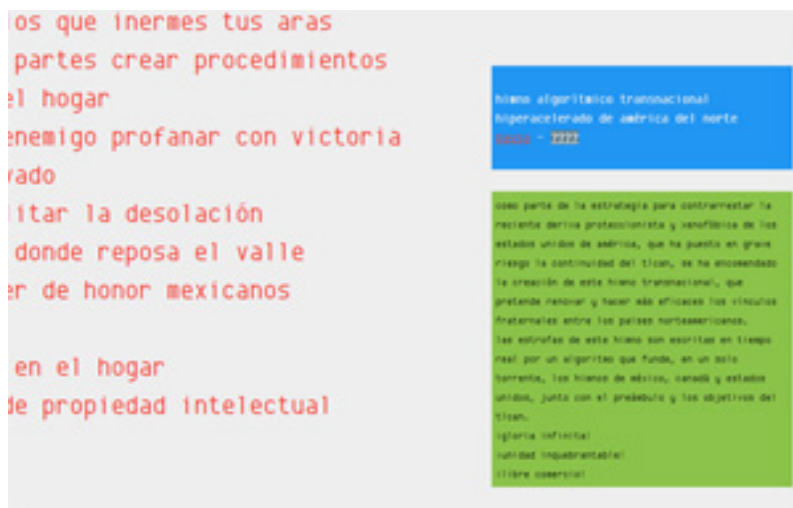 los que inermes tus aras
partes crear procedimientos
el hogar
enemigo profanar con victoria
vado
itar la desolación
donde reposa el valle
er de honor mexicanos
en el hogar
de propiedad intelectual
himno algorítmico transnacional
hiperacelerado de américa del norte
-
como parte de la estrategia para contrarrestar la
reciente deriva proteccionista y xenofóbica de los
estados unidos de américa, que ha puesto en grave
riesgo la continuidad del tlcan, se ha encomendado
la creación de este himno transnacional, que
pretende renovar y hacer más eficaces los vínculos
fraternales entre los países norteamericanos.
las estrofas de este himno son escritas en tiempo
real por un algoritmo que funde, en un solo
torrente, los himnos de méxico, canadá y estados
unidos, junto con el preámbulo y los objetivos del
tlcan.
¡gloria infinita!
¡unidad inquebrantable!
¡libre comercio!